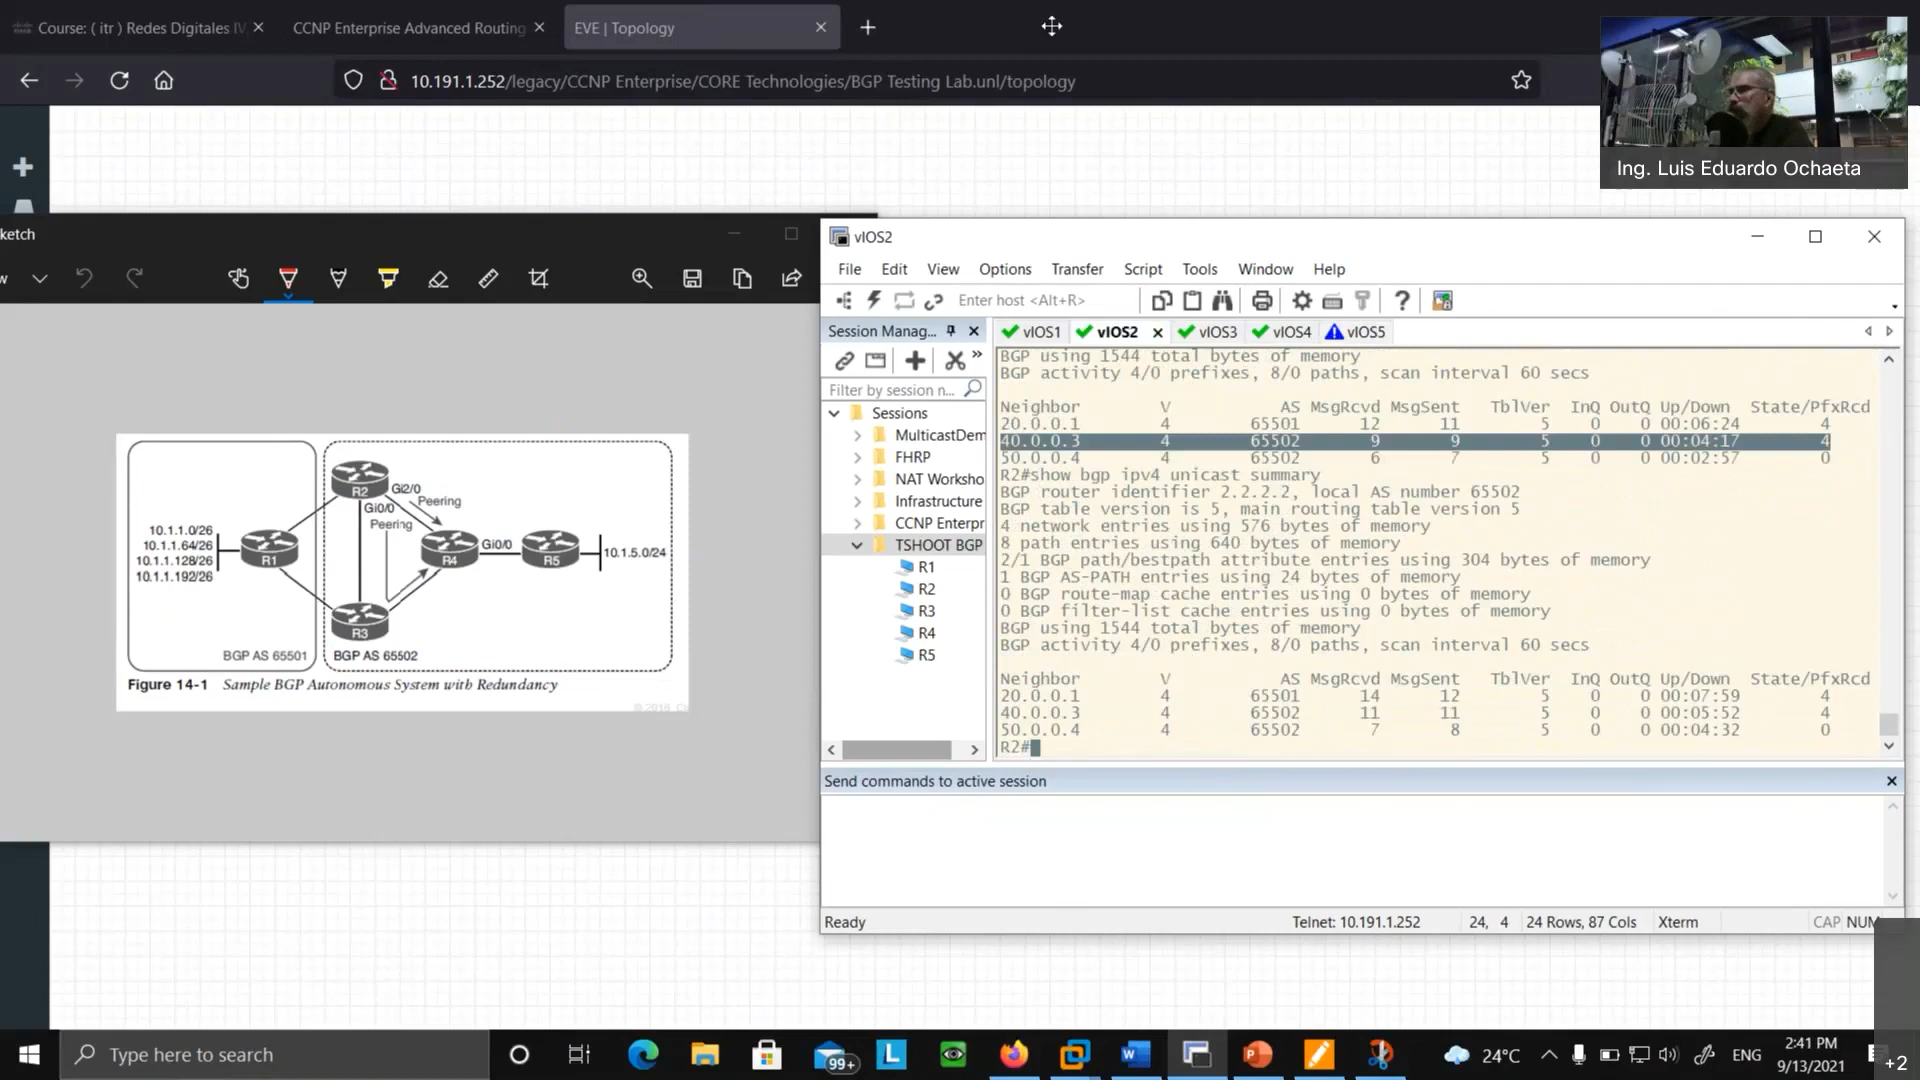 Course: ( itr ) Redes Digitales IV
CCNP Enterprise Advanced Routing
EVE | Topology
10.191.1.252/legacy/CCNP Enterprise/CORE Technologies/BGP Testing Lab.unl/topology
Ing. Luis Eduardo Ochaeta
ketch
R2
Gi2/0
Peering
Gi0/0
Peering
10.1.1.0/26
10.1.1.64/26
10.1.1.128/26
10.1.1.192/26
R1
R4
Gi0/0
R5
10.1.5.0/24
R3
BGP AS 65501
BGP AS 65502
Figure 14-1 Sample BGP Autonomous System with Redundancy
vIOS2
File Edit View Options Transfer Script Tools Window Help
Enter host <Alt+R>
Session Manag...
vIOS1 vIOS2 vIOS3 vIOS4 vIOS5
Filter by session n...
Sessions
MulticastDem
FHRP
NAT Worksho
Infrastructure
CCNP Enterpr
TSHOOT BGP
R1
R2
R3
R4
R5
BGP using 1544 total bytes of memory
BGP activity 4/0 prefixes, 8/0 paths, scan interval 60 secs
Neighbor V AS MsgRcvd MsgSent TblVer InQ OutQ Up/Down State/PfxRcd
20.0.0.1 4 65501 12 11 5 0 0 00:06:24 4
40.0.0.3 4 65502 9 9 5 0 0 00:04:17 4
50.0.0.4 4 65502 6 7 5 0 0 00:02:57 0
R2#show bgp ipv4 unicast summary
BGP router identifier 2.2.2.2, local AS number 65502
BGP table version is 5, main routing table version 5
4 network entries using 576 bytes of memory
8 path entries using 640 bytes of memory
2/1 BGP path/bestpath attribute entries using 304 bytes of memory
1 BGP AS-PATH entries using 24 bytes of memory
0 BGP route-map cache entries using 0 bytes of memory
0 BGP filter-list cache entries using 0 bytes of memory
BGP using 1544 total bytes of memory
BGP activity 4/0 prefixes, 8/0 paths, scan interval 60 secs
Neighbor V AS MsgRcvd MsgSent TblVer InQ OutQ Up/Down State/PfxRcd
20.0.0.1 4 65501 14 12 5 0 0 00:07:59 4
40.0.0.3 4 65502 11 11 5 0 0 00:05:52 4
50.0.0.4 4 65502 7 8 5 0 0 00:04:32 0
R2#
Send commands to active session
Ready
Telnet: 10.191.1.252 24, 4 24 Rows, 87 Cols Xterm CAP NUM
Type here to search
99+
24°C
ENG
2:41 PM
9/13/2021
+2